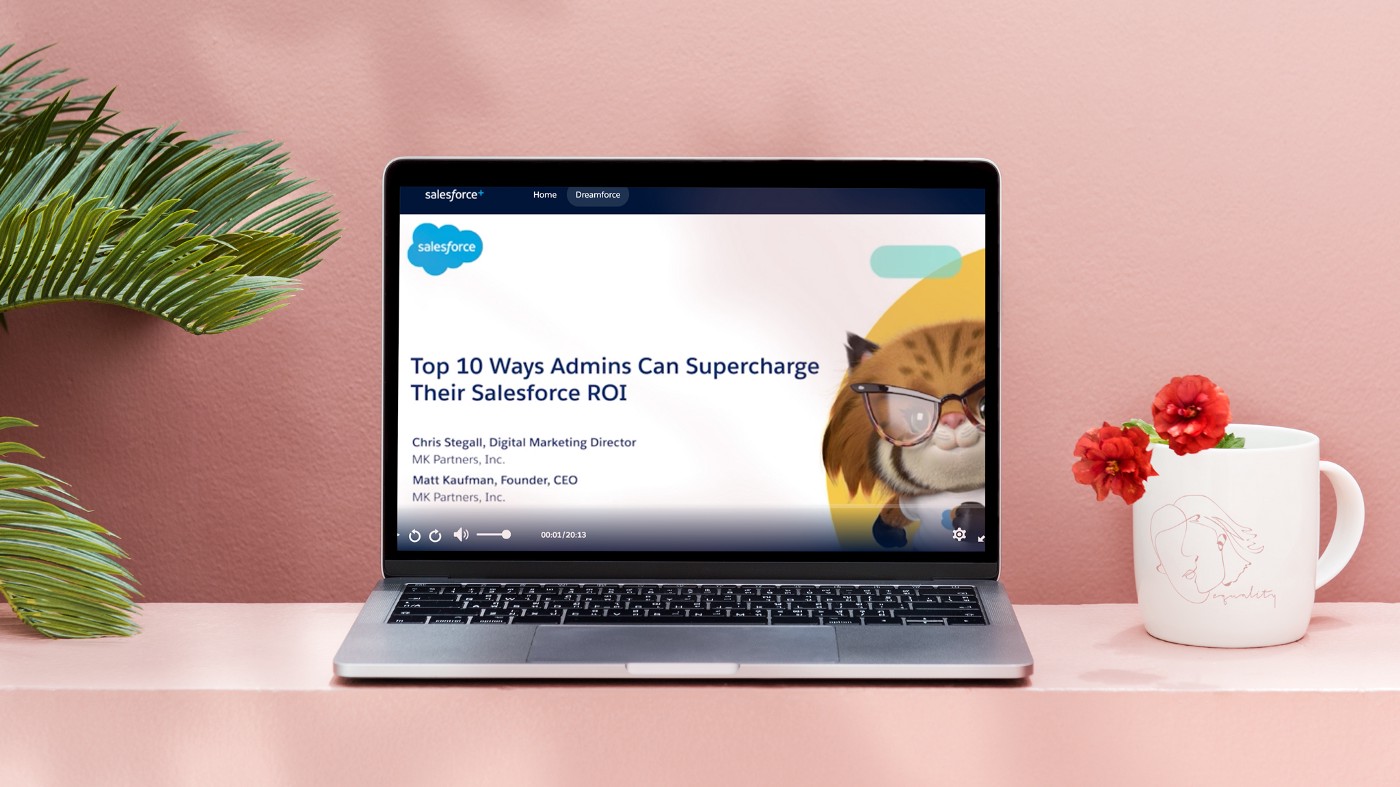 salesforce+
Home
Dreamforce
salesforce
Top 10 Ways Admins Can Supercharge
Their Salesforce ROI
Chris Stegall, Digital Marketing Director
MK Partners, Inc.
Matt Kaufman, Founder, CEO
MK Partners, Inc.
00:01/20:13
equality